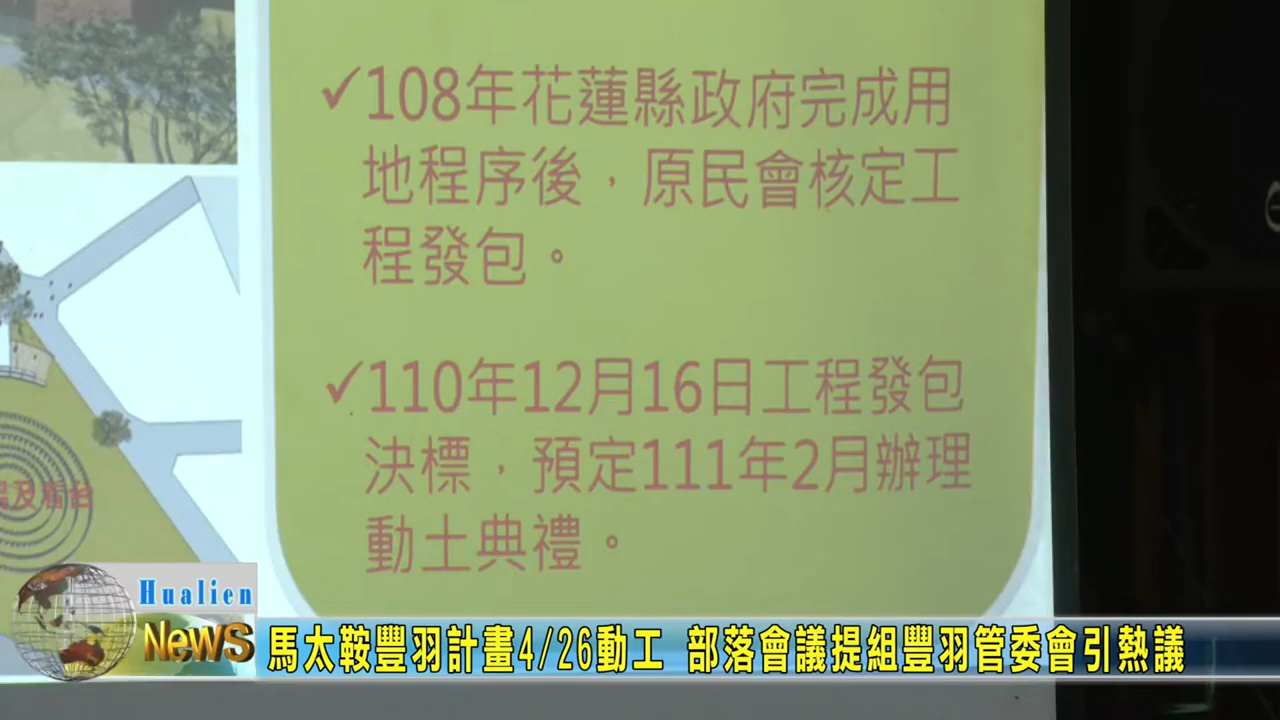 ✓108年花蓮縣政府完成用
地程序後，原民會核定工
程發包。
✓110年12月16日工程發包
決標，預定111年2月辦理
動土典禮。
及看台
Hualien
News
馬太鞍豐羽計畫4/26動工 部落會議提組豐羽管委會引熱議